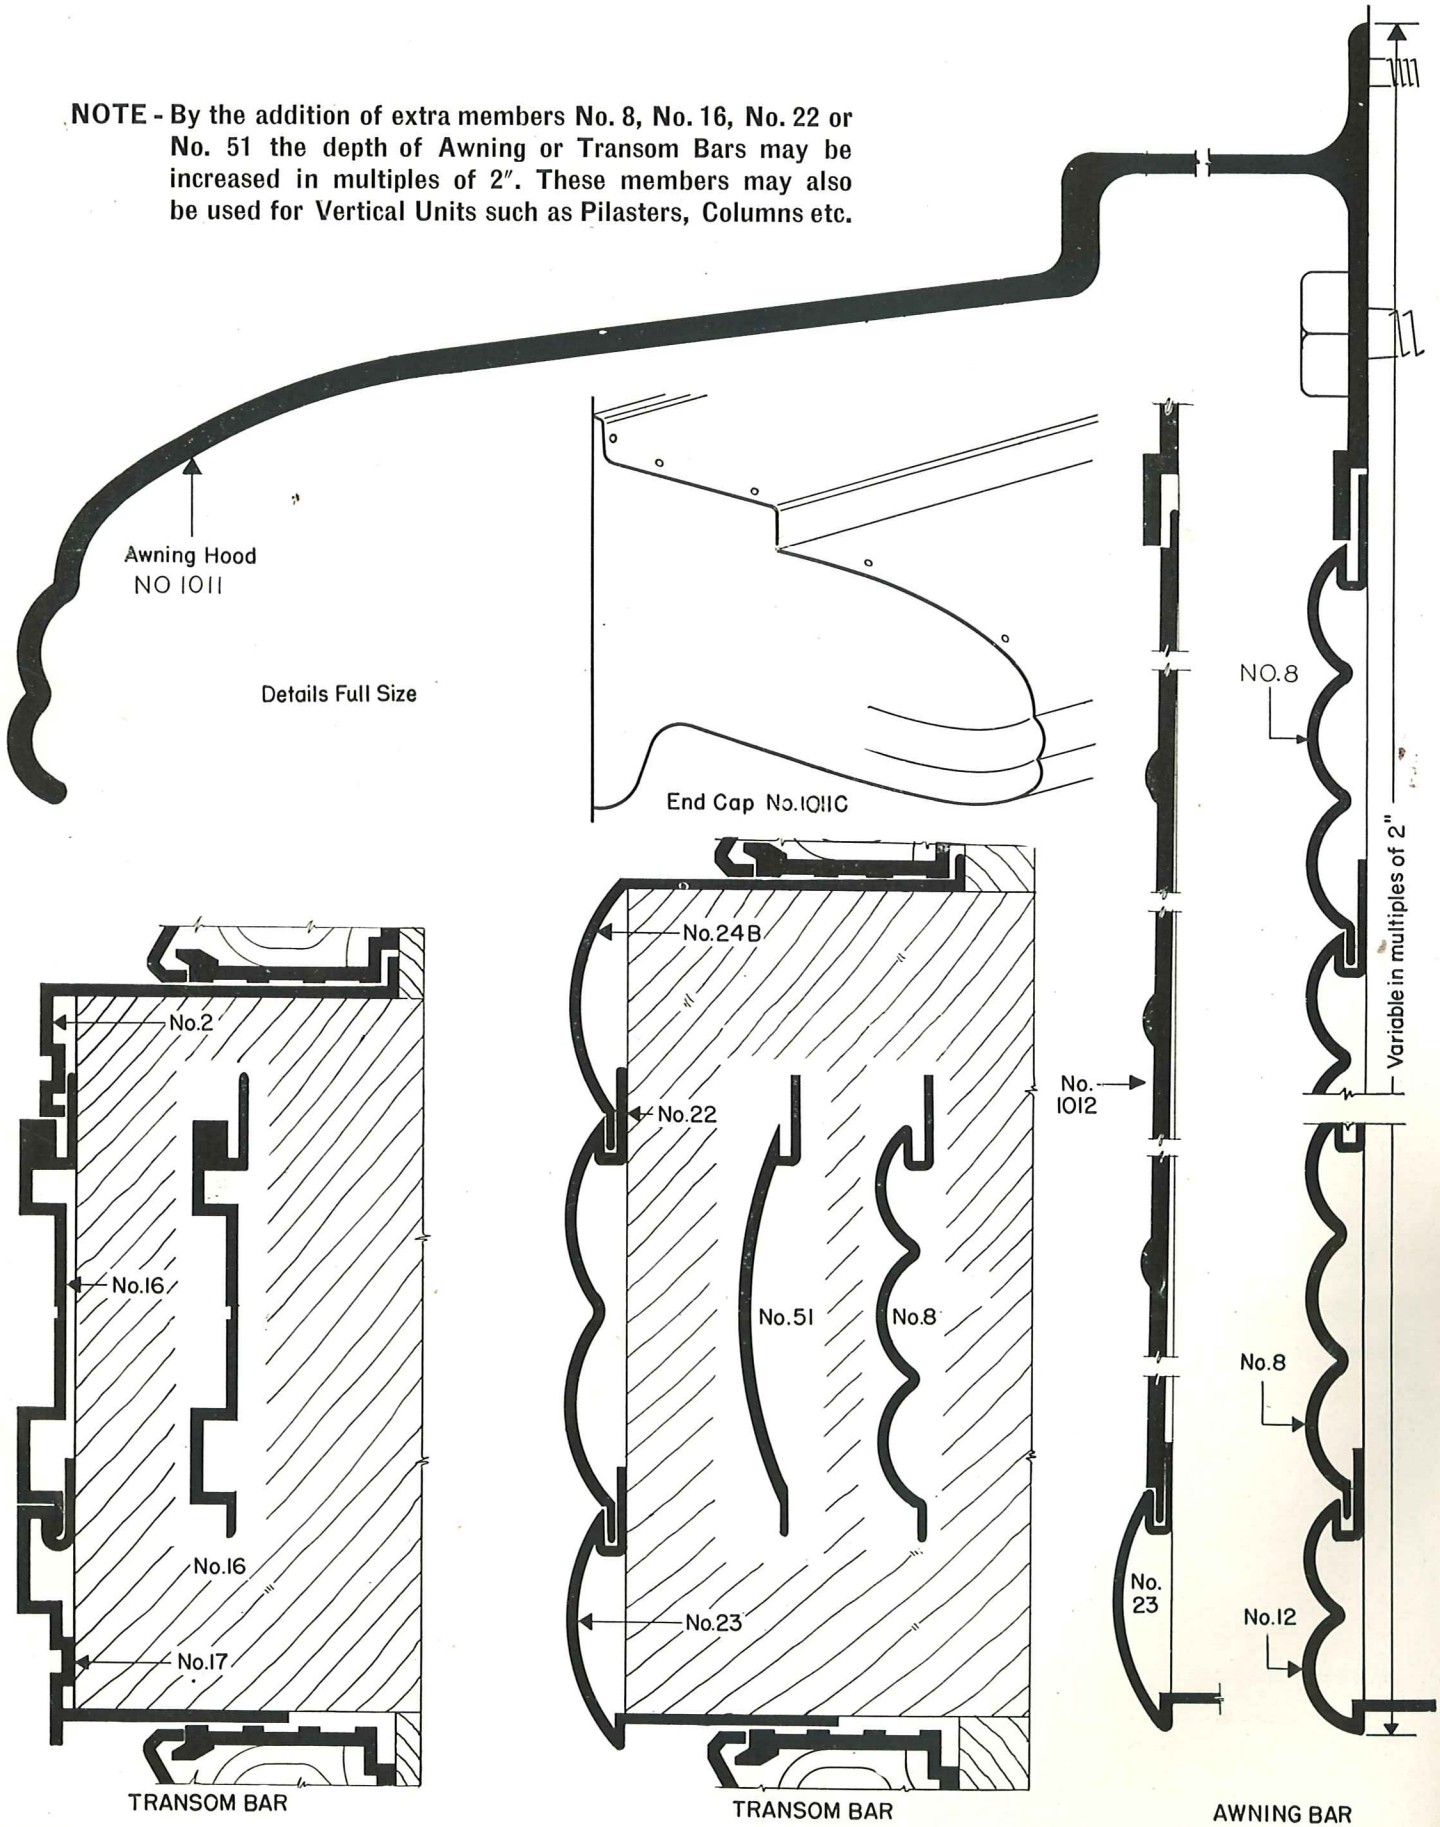 NOTE - By the addition of extra members No. 8, No. 16, No. 22 or
No. 51 the depth of Awning or Transom Bars may be
increased in multiples of 2". These members may also
be used for Vertical Units such as Pilasters, Columns etc.
Awning Hood
NO 1011
Details Full Size
End Cap No. 1011C
NO. 8
Variable in multiples of 2"
No. 24B
No. 2
No. 22
No. 1012
No. 16
No. 51
No. 8
No. 8
No. 16
No. 23
No. 23
No. 12
No. 17
TRANSOM BAR
TRANSOM BAR
AWNING BAR